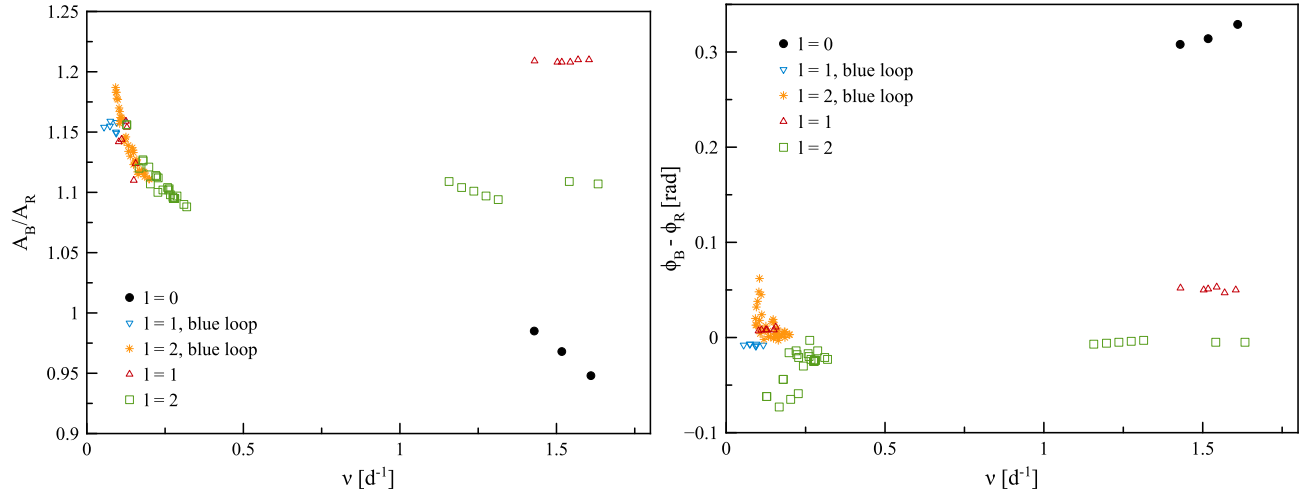 1.25
1.2
1.15
1.1
1.05
1
0.95
0.9
A_B/A_R
l = 0
l = 1, blue loop
l = 2, blue loop
l = 1
l = 2
0 0.5 1 1.5
ν [d⁻¹]
0.3
0.2
0.1
0
−0.1
ϕ_B - ϕ_R [rad]
l = 0
l = 1, blue loop
l = 2, blue loop
l = 1
l = 2
0 0.5 1 1.5
ν [d⁻¹]